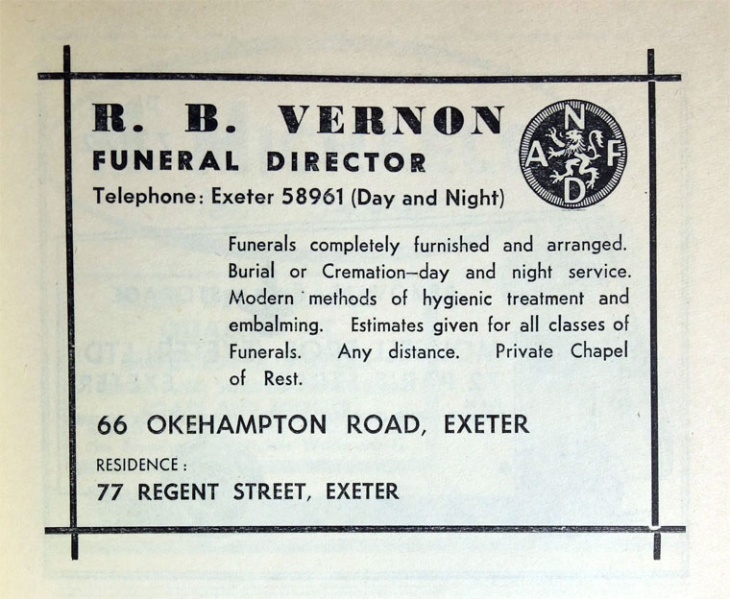 R. B. VERNON
FUNERAL DIRECTOR
Telephone: Exeter 58961 (Day and Night)
N
A F
D
Funerals completely furnished and arranged.
Burial or Cremation—day and night service.
Modern methods of hygienic treatment and
embalming. Estimates given for all classes of
Funerals. Any distance. Private Chapel
of Rest.
66 OKEHAMPTON ROAD, EXETER
RESIDENCE:
77 REGENT STREET, EXETER